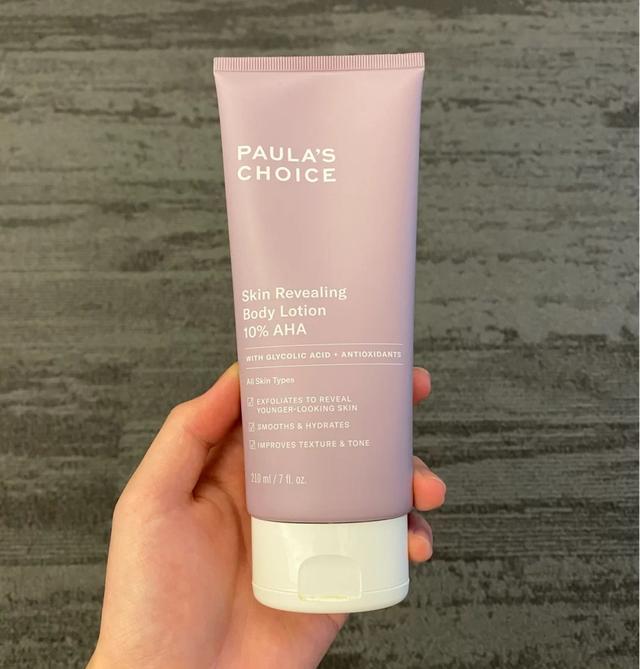 PAULA'S
CHOICE
Skin Revealing
Body Lotion
10% AHA
WITH GLYCOLIC ACID + ANTIOXIDANTS
All Skin Types
EXFOLIATES TO REVEAL
YOUNGER-LOOKING SKIN
SMOOTHS & HYDRATES
IMPROVES TEXTURE & TONE
210 ml / 7 fl. oz.